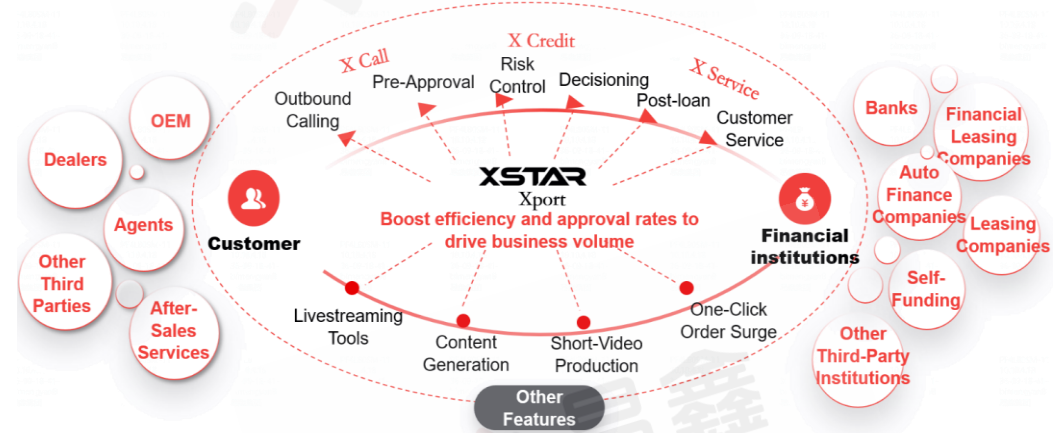 X Call
X Credit
X Service
Outbound
Calling
Pre-Approval
Risk
Control
Decisioning
Post-loan
Customer
Service
OEM
Dealers
Agents
Other
Third
Parties
After-
Sales
Services
Customer
XSTAR
Xport
Boost efficiency and approval rates to
drive business volume
¥
Financial
institutions
Banks
Financial
Leasing
Companies
Auto
Finance
Companies
Leasing
Companies
Self-
Funding
Other
Third-Party
Institutions
Livestreaming
Tools
Content
Generation
Short-Video
Production
One-Click
Order Surge
Other
Features
易鑫